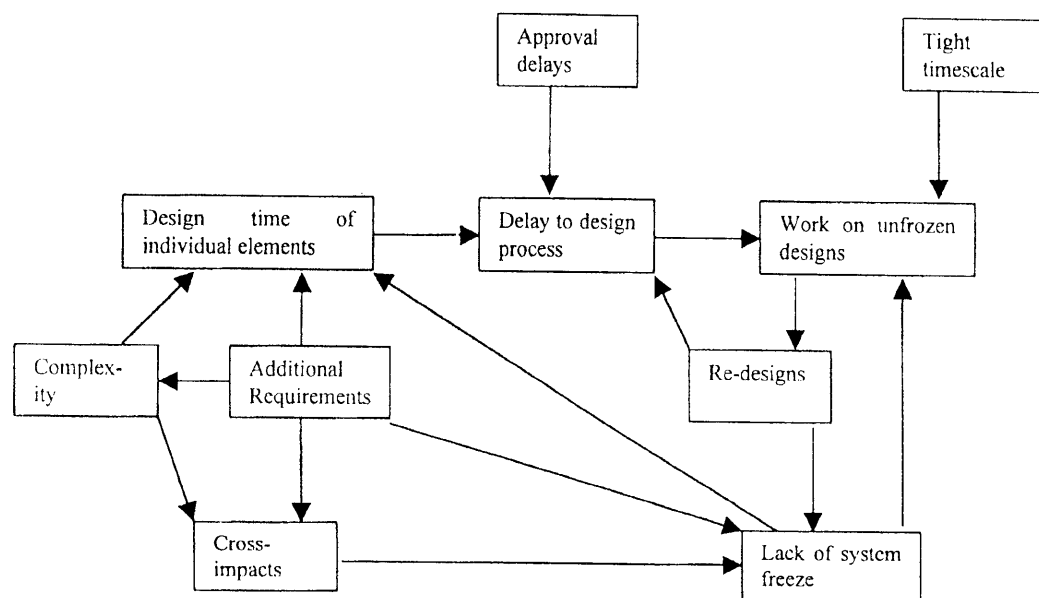 Approval
delays
Tight
timescale
Design time of
individual elements
Delay to design
process
Work on unfrozen
designs
Complex-
ity
Additional
Requirements
Re-designs
Cross-
impacts
Lack of system
freeze